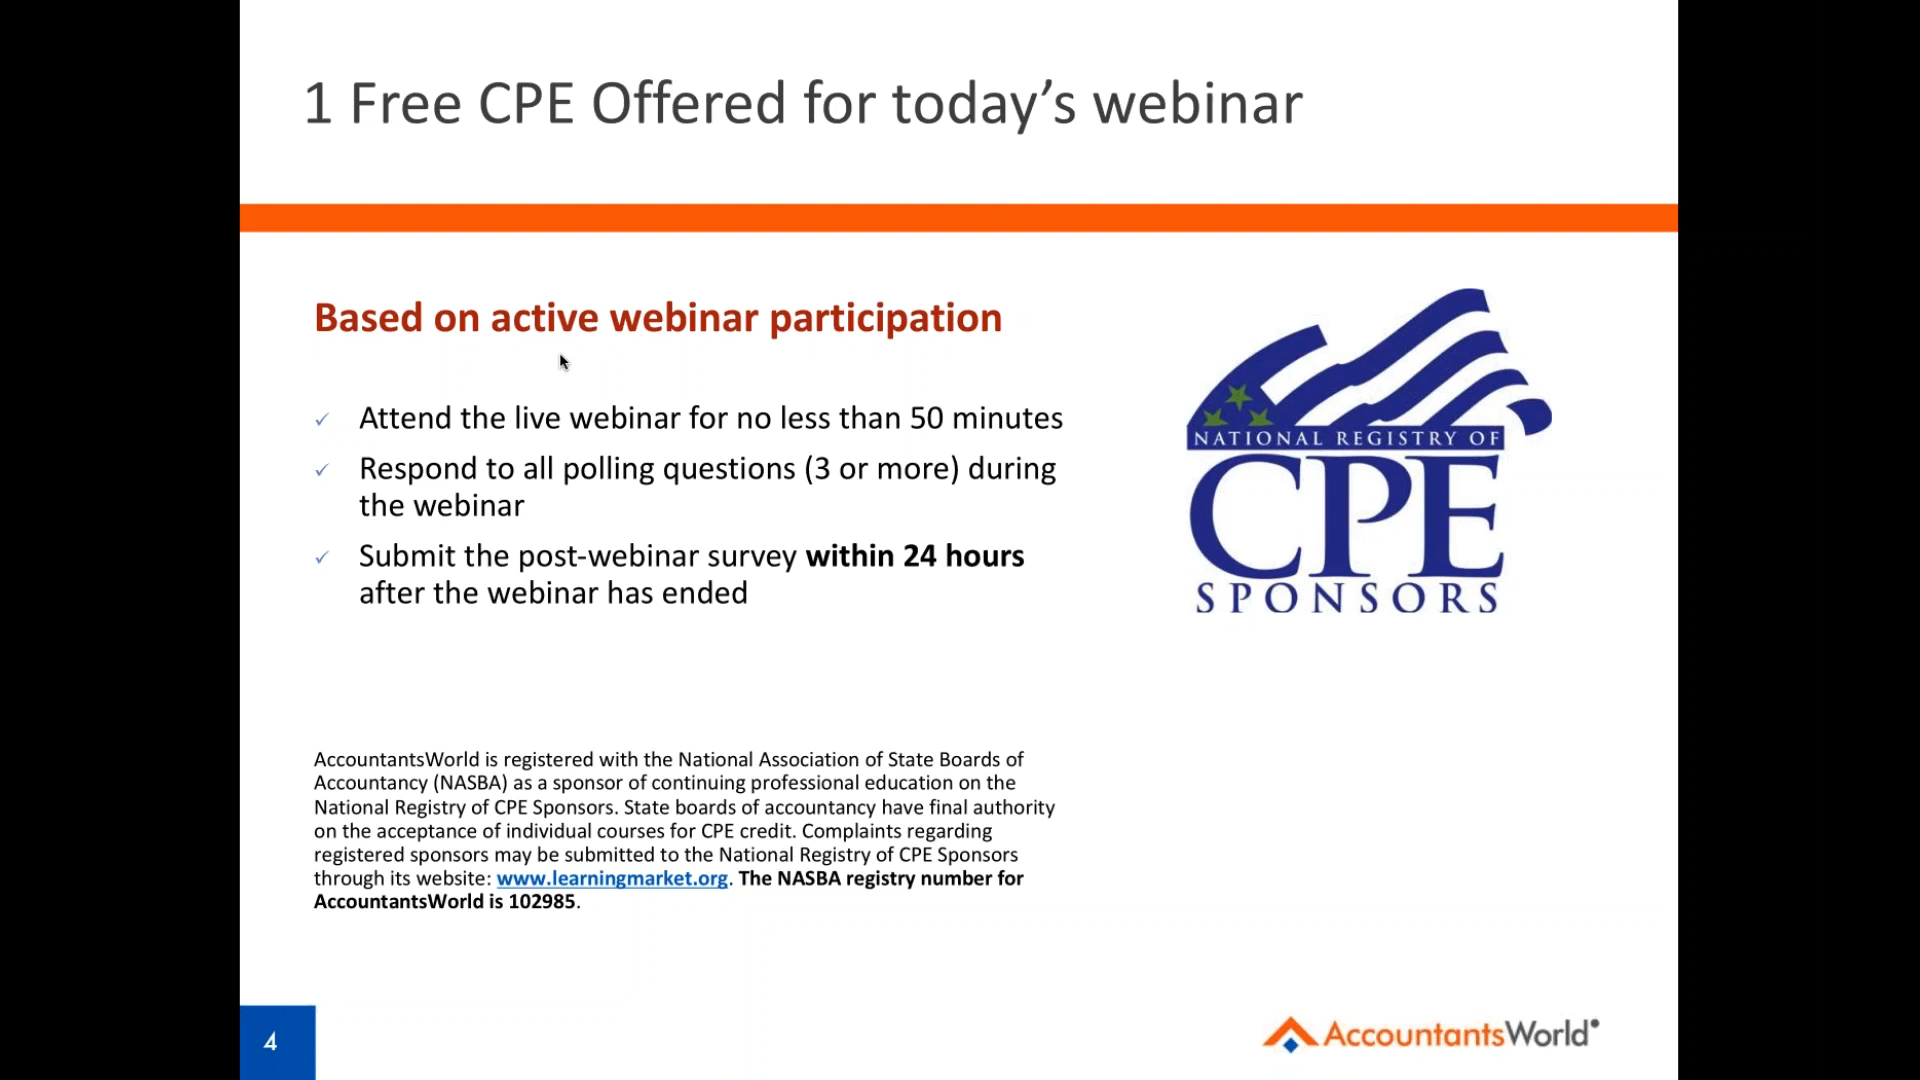 1 Free CPE Offered for today’s webinar
Based on active webinar participation
✓ Attend the live webinar for no less than 50 minutes
✓ Respond to all polling questions (3 or more) during
the webinar
✓ Submit the post-webinar survey within 24 hours
after the webinar has ended
NATIONAL REGISTRY OF
CPE
SPONSORS
AccountantsWorld is registered with the National Association of State Boards of
Accountancy (NASBA) as a sponsor of continuing professional education on the
National Registry of CPE Sponsors. State boards of accountancy have final authority
on the acceptance of individual courses for CPE credit. Complaints regarding
registered sponsors may be submitted to the National Registry of CPE Sponsors
through its website: www.learningmarket.org. The NASBA registry number for
AccountantsWorld is 102985.
4
AccountantsWorld